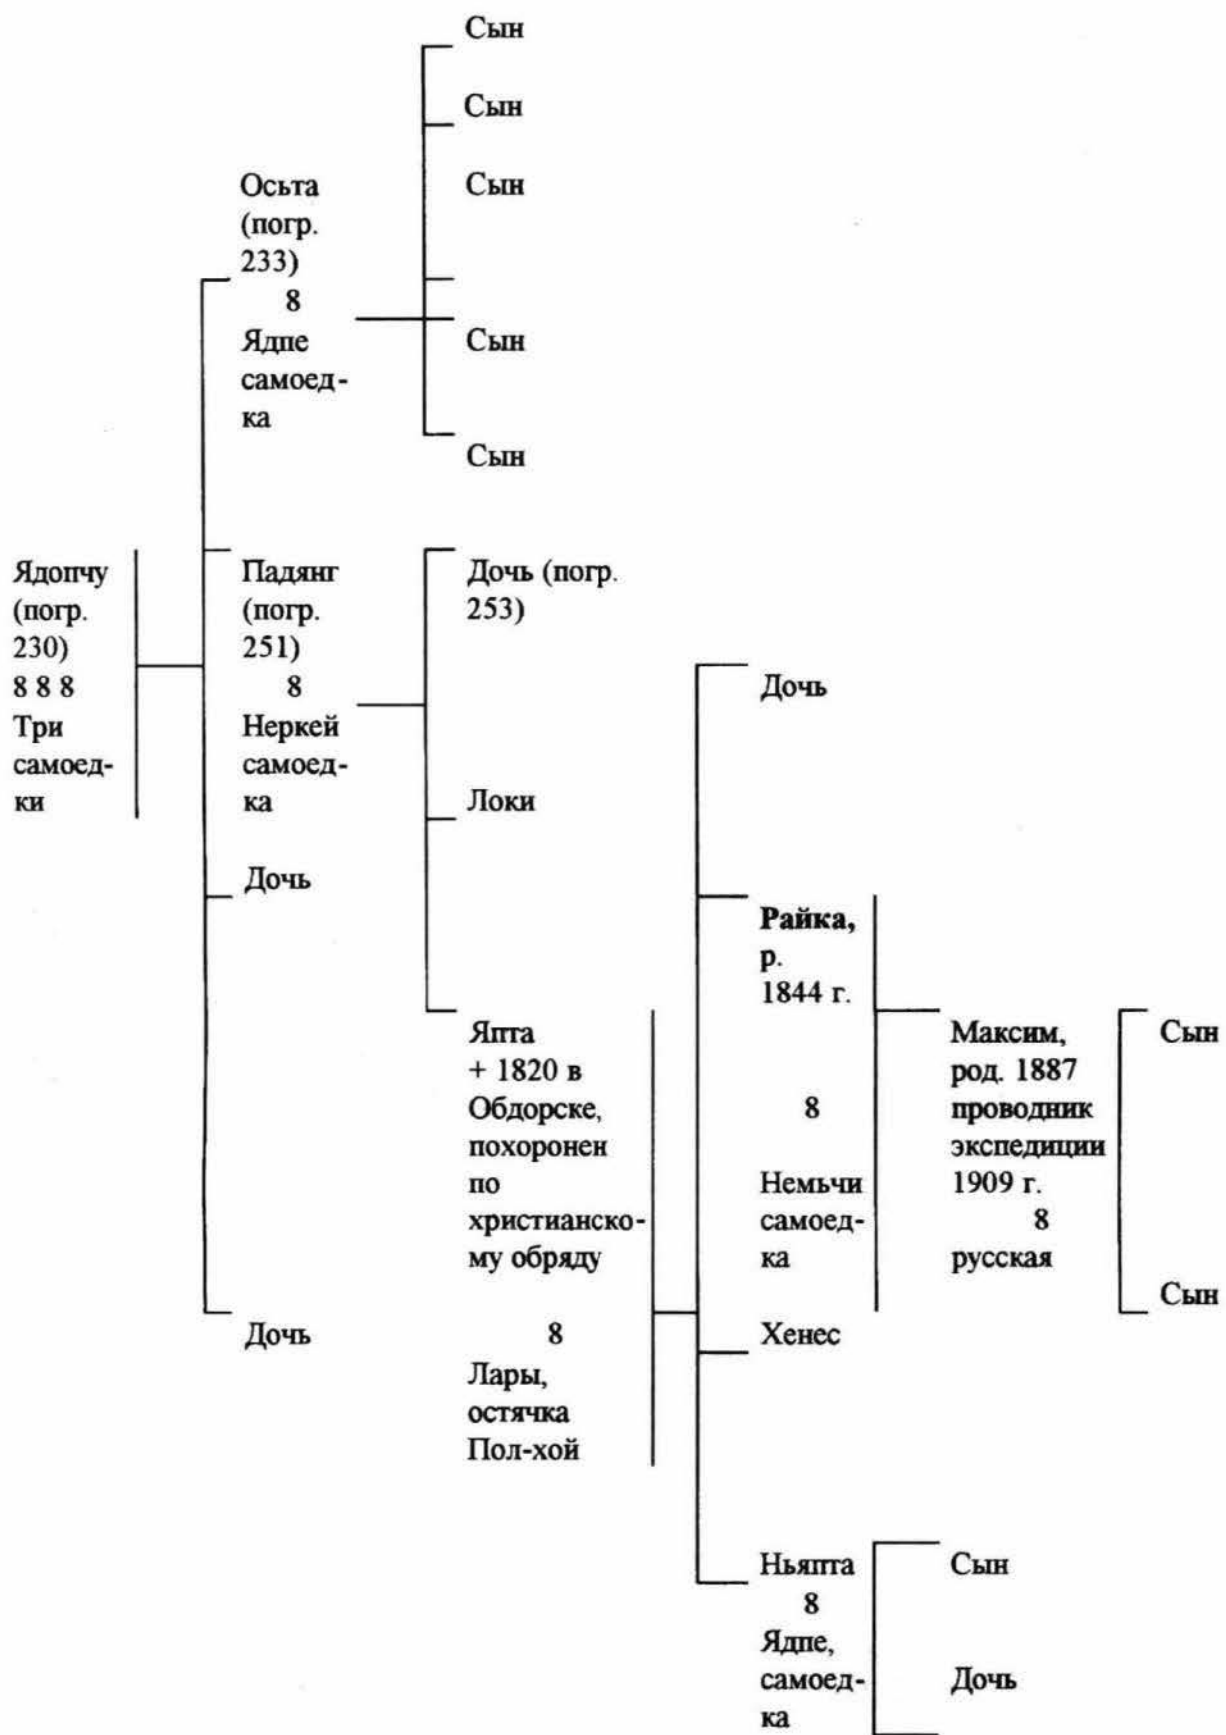 Сын
Сын
Сын
Сын
Сын
Осьта
(погр.
233)
8
Ядпе
самоед-
ка
Ядопчу
(погр.
230)
8 8 8
Три
самоед-
ки
Падянг
(погр.
251)
8
Неркей
самоед-
ка
Дочь
Дочь
Дочь (погр.
253)
Локи
Япта
+ 1820 в
Обдорске,
похоронен
по
христианско-
му обряду
8
Лары,
остячка
Пол-хой
Дочь
Райка,
р.
1844 г.
8
Немьчи
самоед-
ка
Хенес
Ньяпта
8
Ядпе,
самоед-
ка
Максим,
род. 1887
проводник
экспедиции
1909 г.
8
русская
Сын
Сын
Сын
Дочь